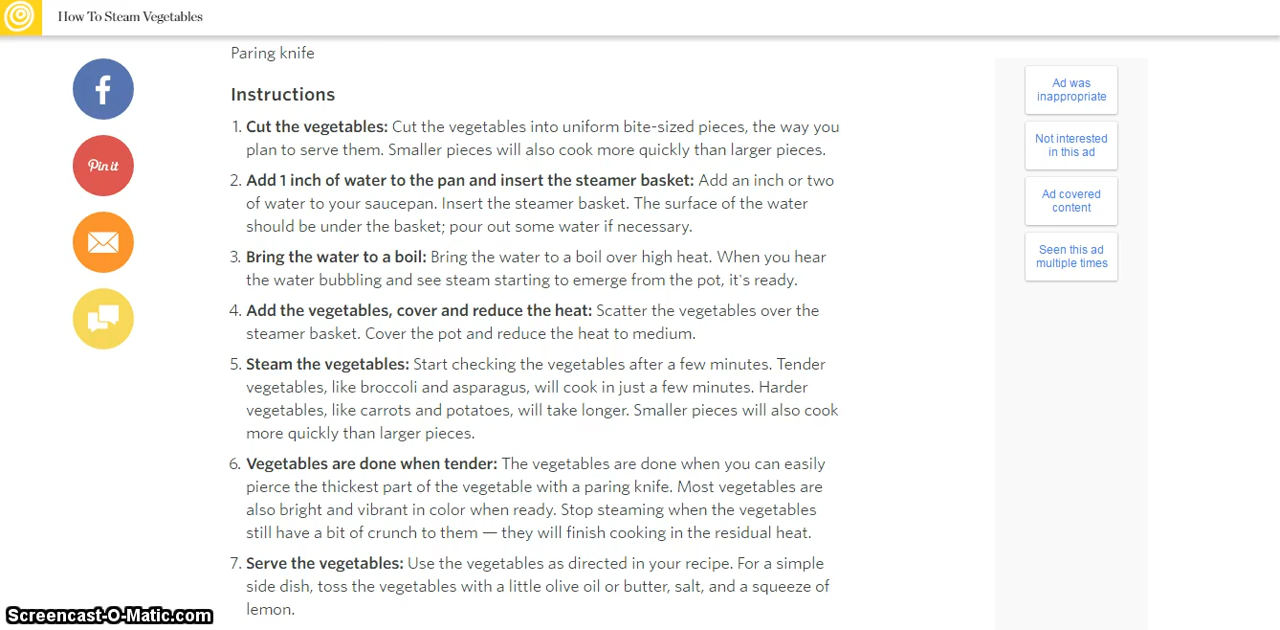 How To Steam Vegetables
Paring knife
Instructions
1. Cut the vegetables: Cut the vegetables into uniform bite-sized pieces, the way you
plan to serve them. Smaller pieces will also cook more quickly than larger pieces.
2. Add 1 inch of water to the pan and insert the steamer basket: Add an inch or two
of water to your saucepan. Insert the steamer basket. The surface of the water
should be under the basket; pour out some water if necessary.
3. Bring the water to a boil: Bring the water to a boil over high heat. When you hear
the water bubbling and see steam starting to emerge from the pot, it's ready.
4. Add the vegetables, cover and reduce the heat: Scatter the vegetables over the
steamer basket. Cover the pot and reduce the heat to medium.
5. Steam the vegetables: Start checking the vegetables after a few minutes. Tender
vegetables, like broccoli and asparagus, will cook in just a few minutes. Harder
vegetables, like carrots and potatoes, will take longer. Smaller pieces will also cook
more quickly than larger pieces.
6. Vegetables are done when tender: The vegetables are done when you can easily
pierce the thickest part of the vegetable with a paring knife. Most vegetables are
also bright and vibrant in color when ready. Stop steaming when the vegetables
still have a bit of crunch to them — they will finish cooking in the residual heat.
7. Serve the vegetables: Use the vegetables as directed in your recipe. For a simple
side dish, toss the vegetables with a little olive oil or butter, salt, and a squeeze of
lemon.
f
Pin it
Ad was
inappropriate
Not interested
in this ad
Ad covered
content
Seen this ad
multiple times
Screencast-O-Matic.com